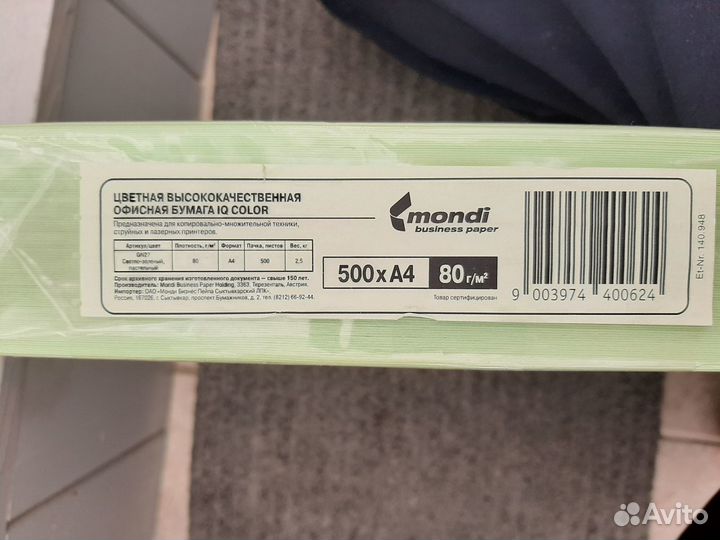 ЦВЕТНАЯ ВЫСОКОКАЧЕСТВЕННАЯ
ОФИСНАЯ БУМАГА IQ COLOR
Предназначена для копировально-множительной техники,
струйных и лазерных принтеров.
Артикул/цвет Плотность, г/м² Формат Пачка, листов Вес, кг
GN27
Светло-зеленый, пастельный 80 A4 500 2,5
Срок архивного хранения изготовленного документа – свыше 150 лет.
Производитель: Mondi Business Paper Holding, 3363, Терезенталь, Австрия.
Импортер: ОАО «Монди Бизнес Пейпа Сыктывкарский ЛПК»,
Россия, 167026, г. Сыктывкар, проспект Бумажников, д. 2, тел. (8212) 66-92-44.
mondi
business paper
500xA4 80 г/м²
Товар сертифицирован
9 003974 400624
Et-Nr. 140.948
Avito